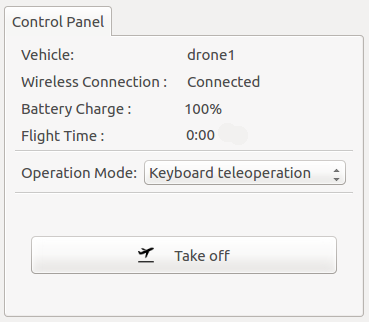 Control Panel
Vehicle: drone1
Wireless Connection : Connected
Battery Charge : 100%
Flight Time : 0:00
Operation Mode: Keyboard teleoperation
Take off